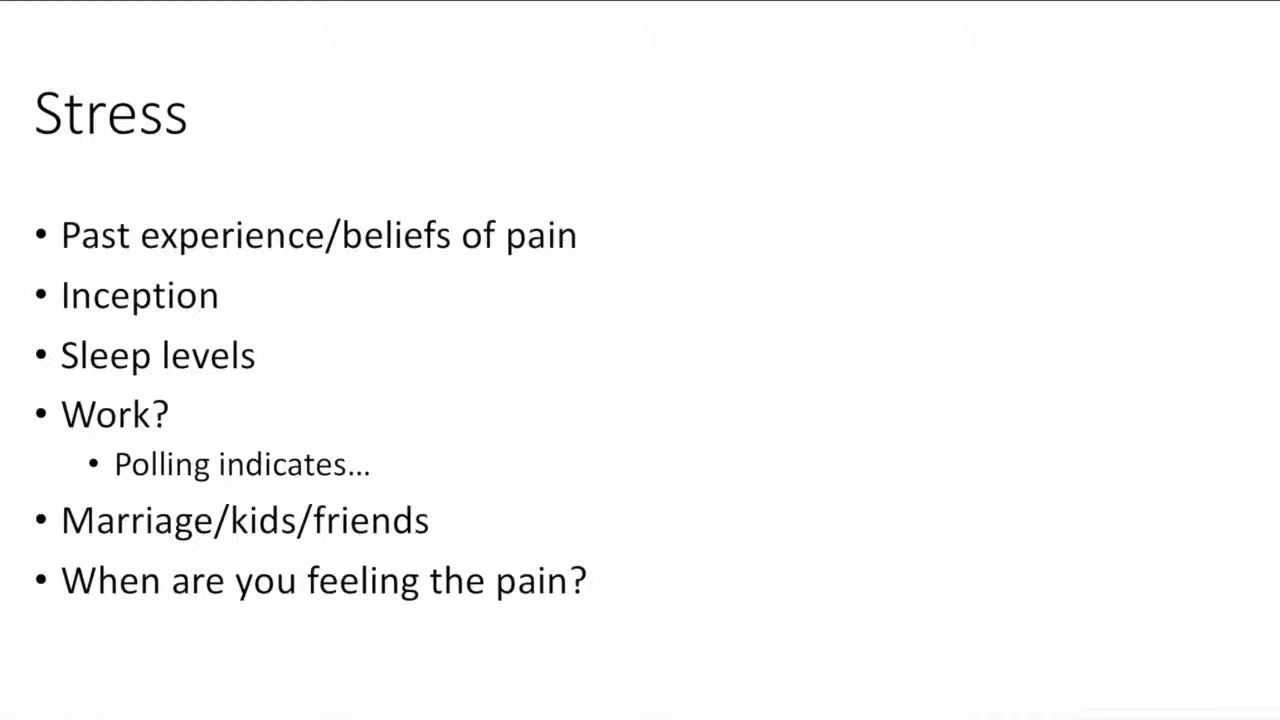 Stress
• Past experience/beliefs of pain
• Inception
• Sleep levels
• Work?
• Polling indicates...
• Marriage/kids/friends
• When are you feeling the pain?